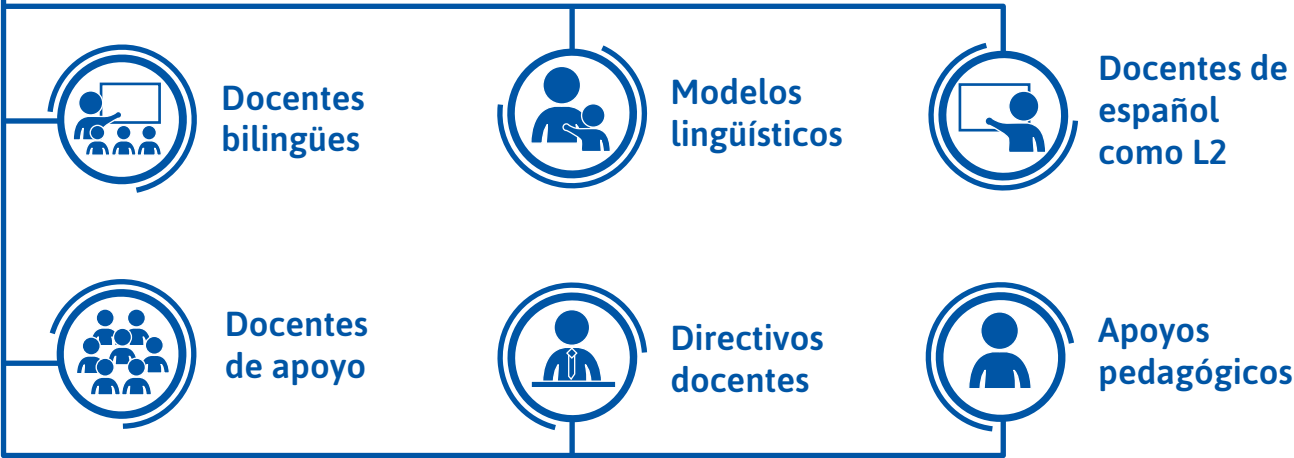 Docentes
bilingües
Modelos
lingüísticos
Docentes de
español
como L2
Docentes
de apoyo
Directivos
docentes
Apoyos
pedagógicos